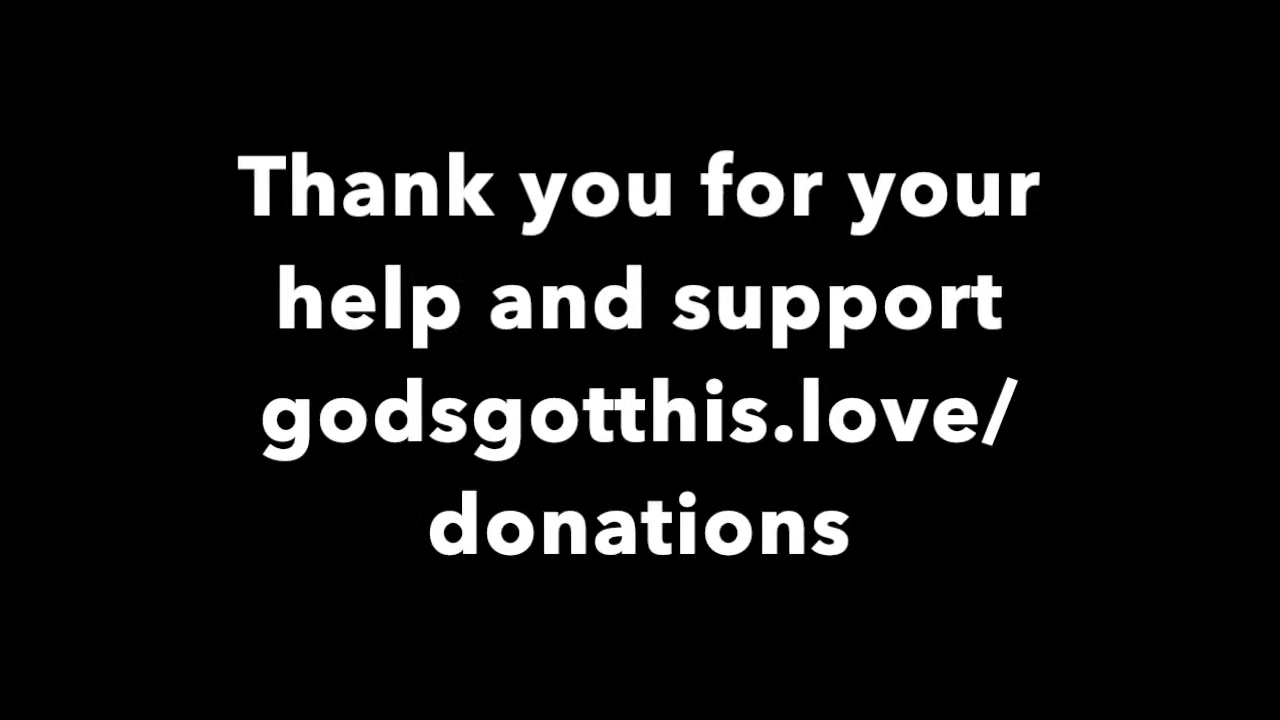 Thank you for your
help and support
godsgotthis.love/
donations